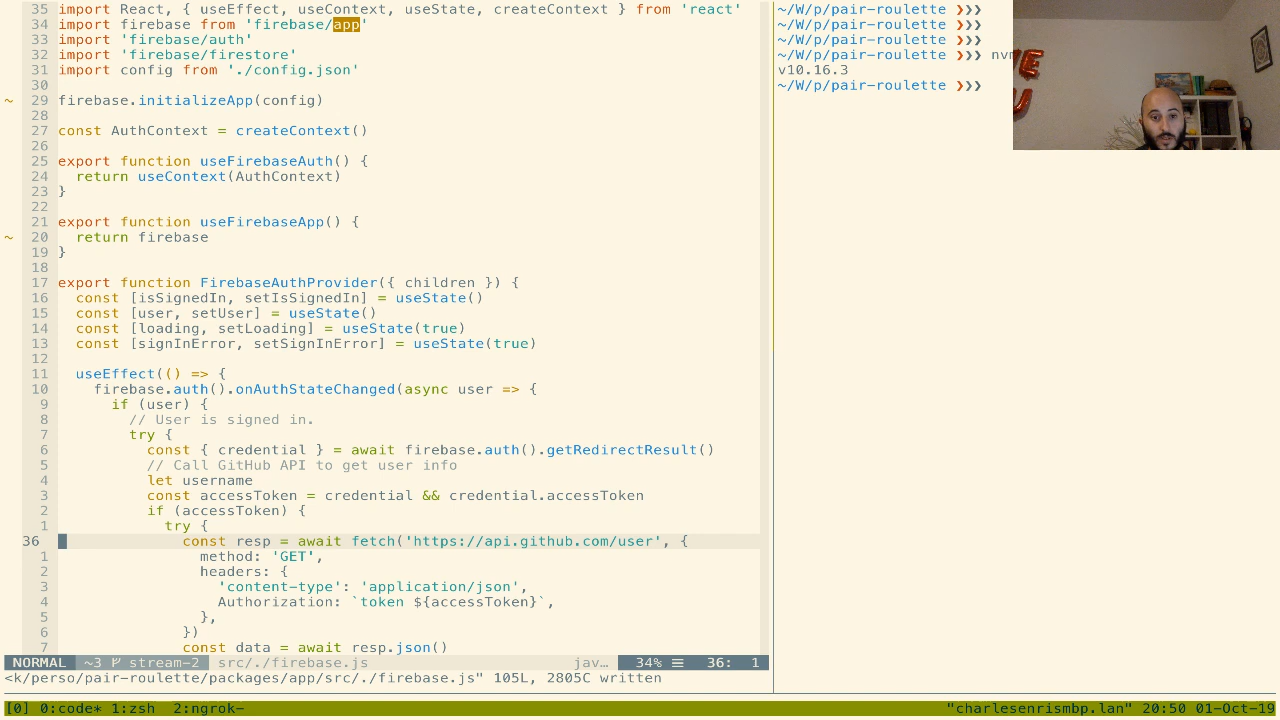 35 import React, { useEffect, useContext, useState, createContext } from 'react'
34 import firebase from 'firebase/app'
33 import 'firebase/auth'
32 import 'firebase/firestore'
31 import config from './config.json'
30
~ 29 firebase.initializeApp(config)
28
27 const AuthContext = createContext()
26
25 export function useFirebaseAuth() {
24   return useContext(AuthContext)
23 }
22
21 export function useFirebaseApp() {
~ 20   return firebase
19 }
18
17 export function FirebaseAuthProvider({ children }) {
16   const [isSignedIn, setIsSignedIn] = useState()
15   const [user, setUser] = useState()
14   const [loading, setLoading] = useState(true)
13   const [signInError, setSignInError] = useState(true)
12
11   useEffect(() => {
10     firebase.auth().onAuthStateChanged(async user => {
9       if (user) {
8         // User is signed in.
7         try {
6           const { credential } = await firebase.auth().getRedirectResult()
5           // Call GitHub API to get user info
4           let username
3           const accessToken = credential && credential.accessToken
2           if (accessToken) {
1             try {
36               const resp = await fetch('https://api.github.com/user', {
1                 method: 'GET',
2                 headers: {
3                   'content-type': 'application/json',
4                   Authorization: `token ${accessToken}`,
5                 },
6               })
7               const data = await resp.json()
NORMAL ~3 stream-2 src/./firebase.js jav… 34% ☰ 36: 1
<k/perso/pair-roulette/packages/app/src/./firebase.js" 105L, 2805C written
~/W/p/pair-roulette ❯❯❯
~/W/p/pair-roulette ❯❯❯
~/W/p/pair-roulette ❯❯❯
~/W/p/pair-roulette ❯❯❯ nvm
v10.16.3
~/W/p/pair-roulette ❯❯❯
[0] 0:code* 1:zsh 2:ngrok- "charlesenrismbp.lan" 20:50 01-Oct-19